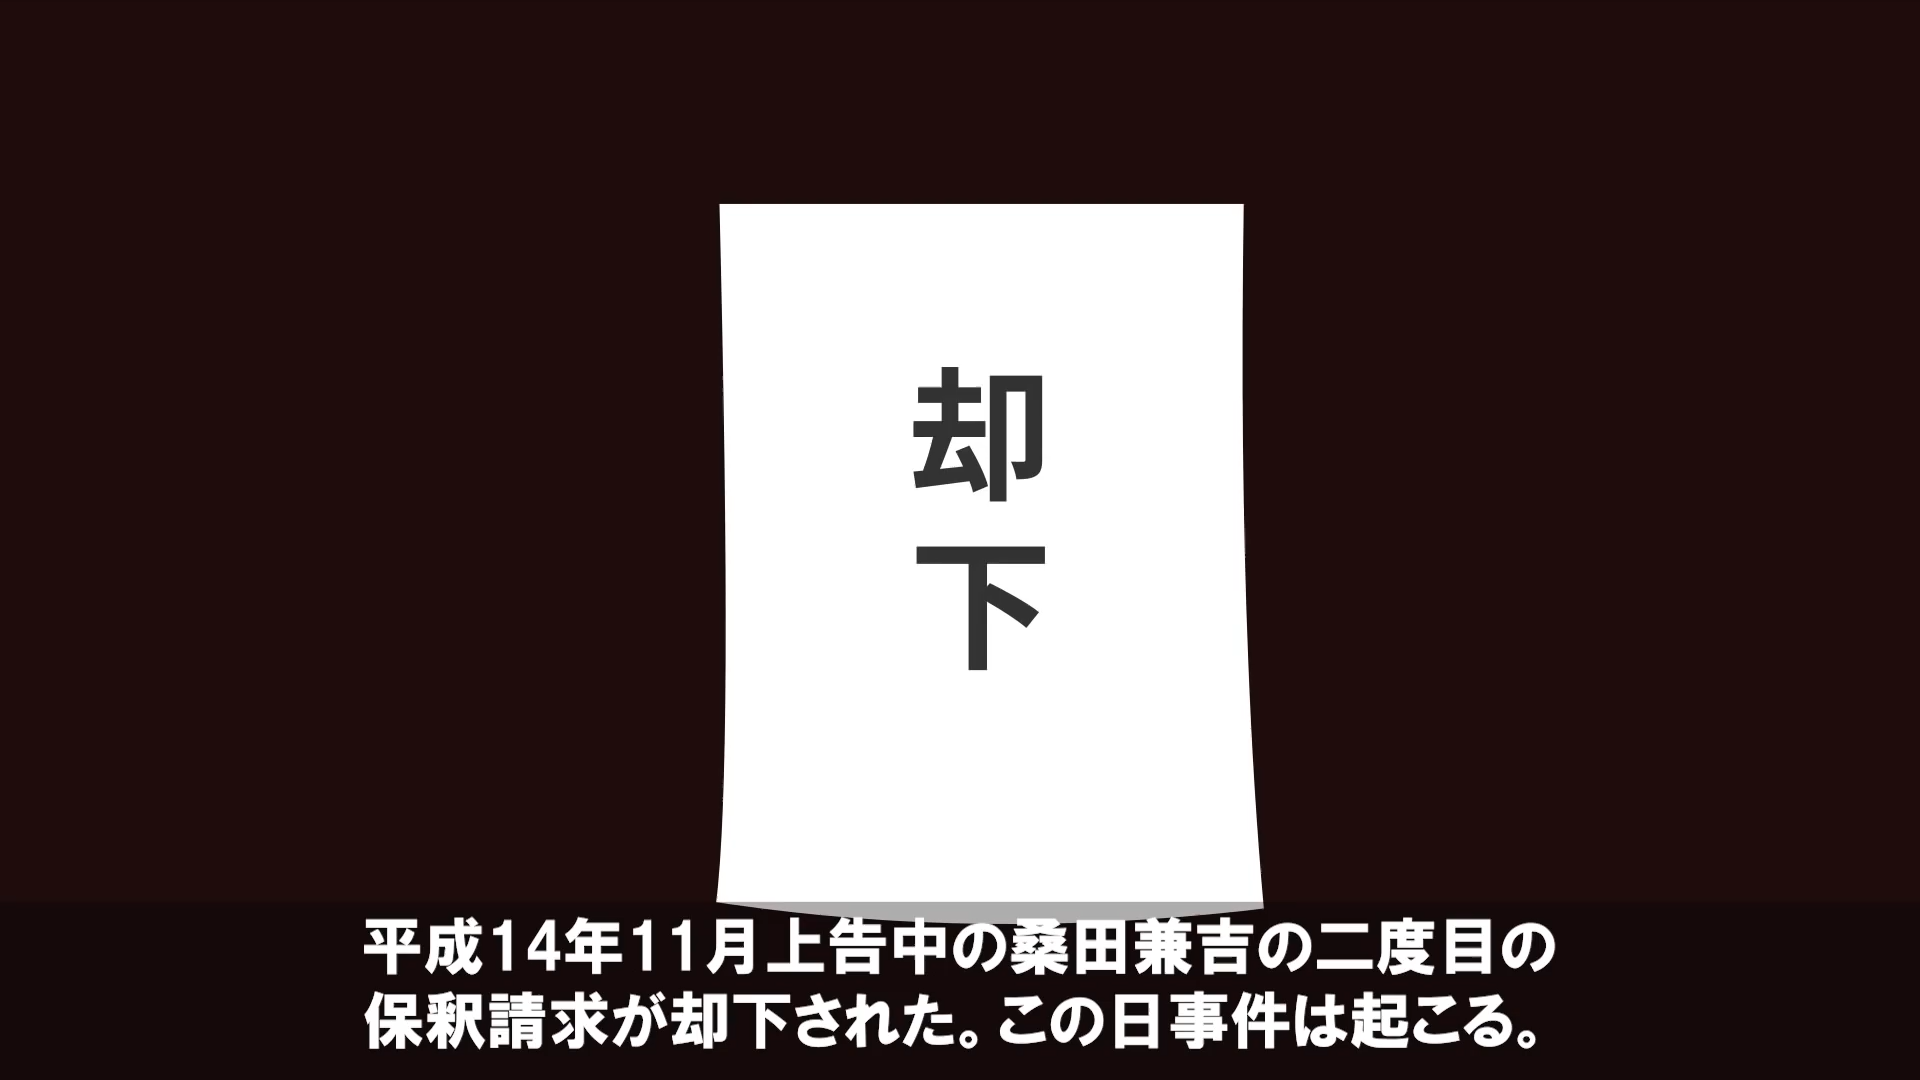 却下
平成14年11月上告中の桑田兼吉の二度目の
保釈請求が却下された。この日事件は起こる。